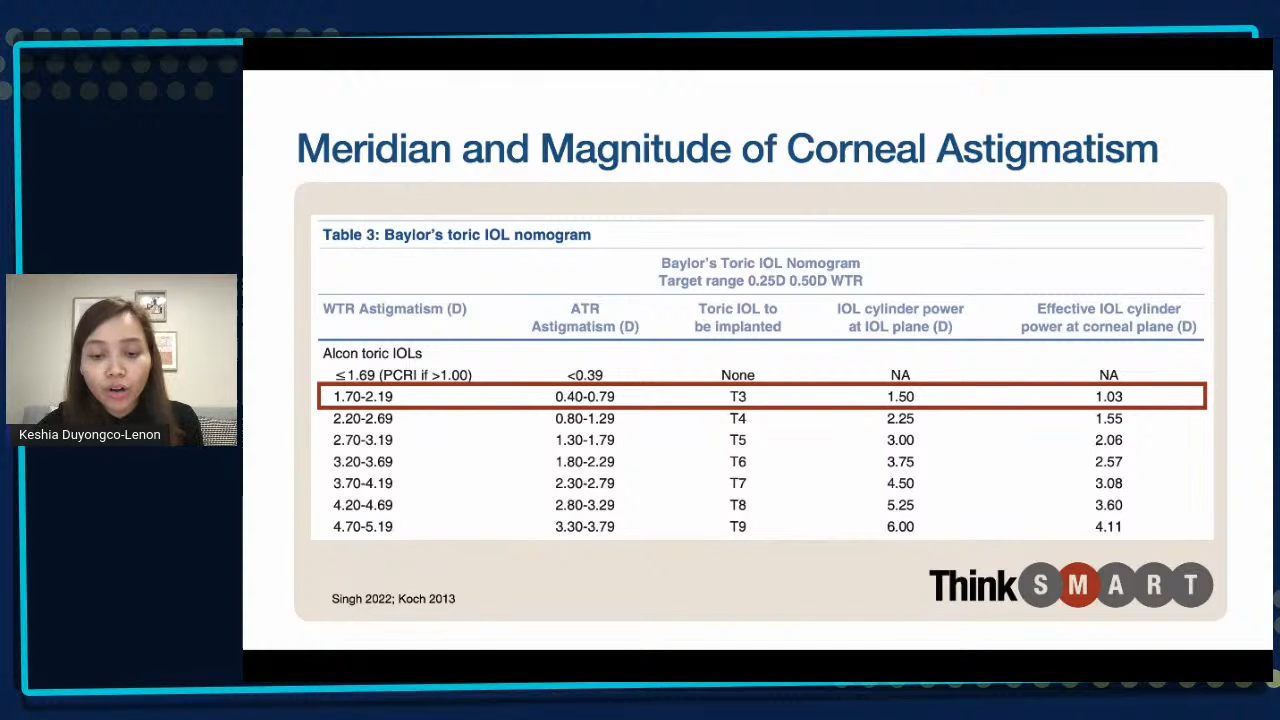 Meridian and Magnitude of Corneal Astigmatism
Table 3: Baylor's toric IOL nomogram
Baylor's Toric IOL Nomogram
Target range 0.25D 0.50D WTR
WTR Astigmatism (D) ATR Astigmatism (D) Toric IOL to be implanted IOL cylinder power at IOL plane (D) Effective IOL cylinder power at corneal plane (D)
Alcon toric IOLs
≤1.69 (PCRI if >1.00) <0.39 None NA NA
1.70-2.19 0.40-0.79 T3 1.50 1.03
2.20-2.69 0.80-1.29 T4 2.25 1.55
2.70-3.19 1.30-1.79 T5 3.00 2.06
3.20-3.69 1.80-2.29 T6 3.75 2.57
3.70-4.19 2.30-2.79 T7 4.50 3.08
4.20-4.69 2.80-3.29 T8 5.25 3.60
4.70-5.19 3.30-3.79 T9 6.00 4.11
Singh 2022; Koch 2013
Think SMART
Keshia Duyongco-Lenon